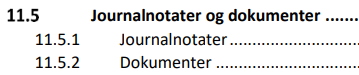 11.5 Journalnotater og dokumenter .......
11.5.1 Journalnotater .............................
11.5.2 Dokumenter ................................